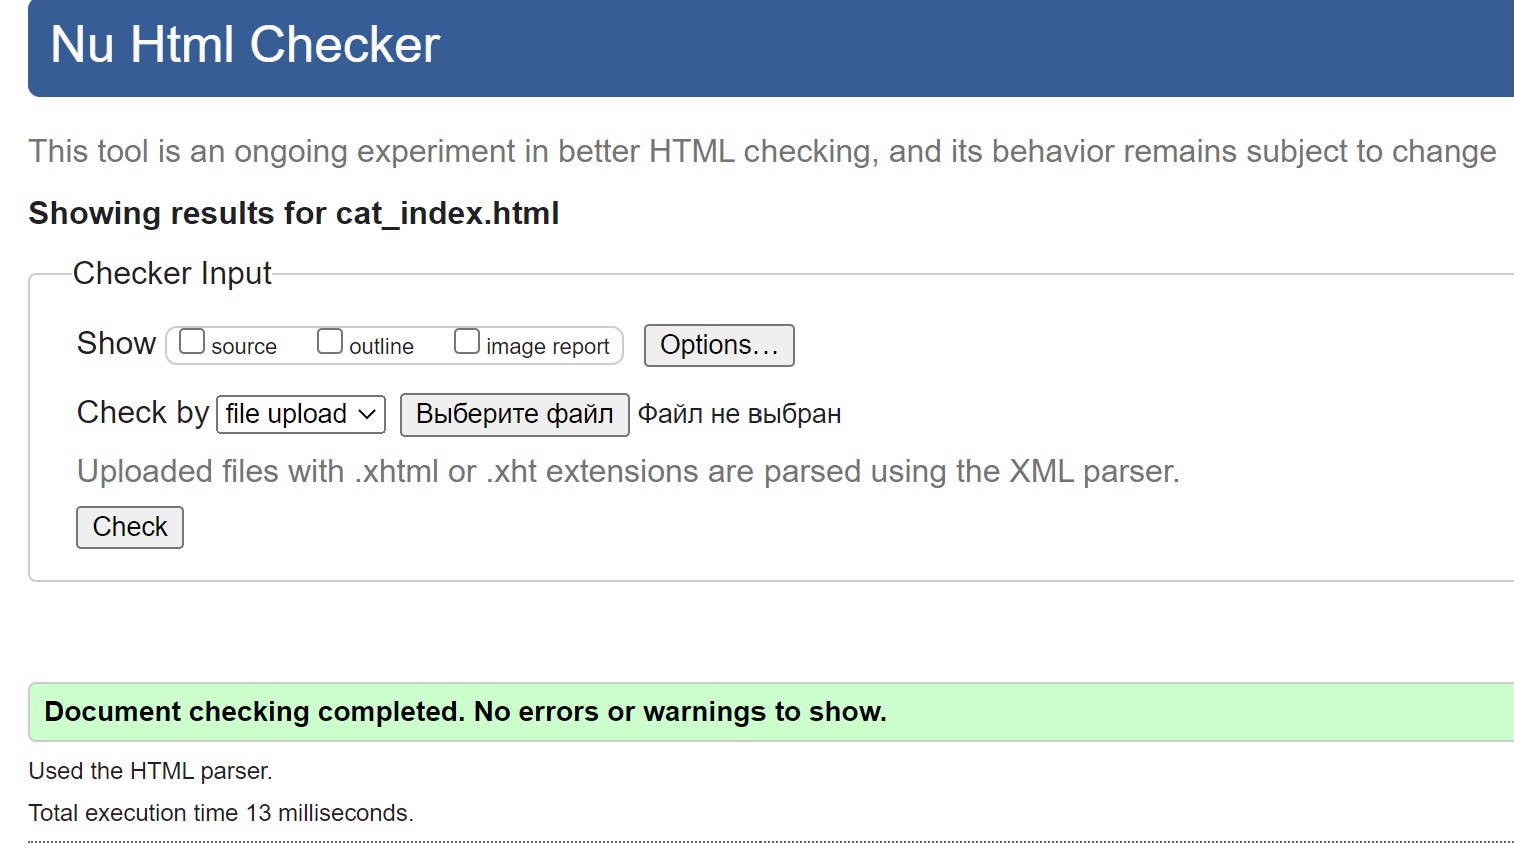 Nu Html Checker
This tool is an ongoing experiment in better HTML checking, and its behavior remains subject to change
Showing results for cat_index.html
Checker Input
Show source outline image report Options...
Check by file upload Выберите файл Файл не выбран
Uploaded files with .xhtml or .xht extensions are parsed using the XML parser.
Check
Document checking completed. No errors or warnings to show.
Used the HTML parser.
Total execution time 13 milliseconds.